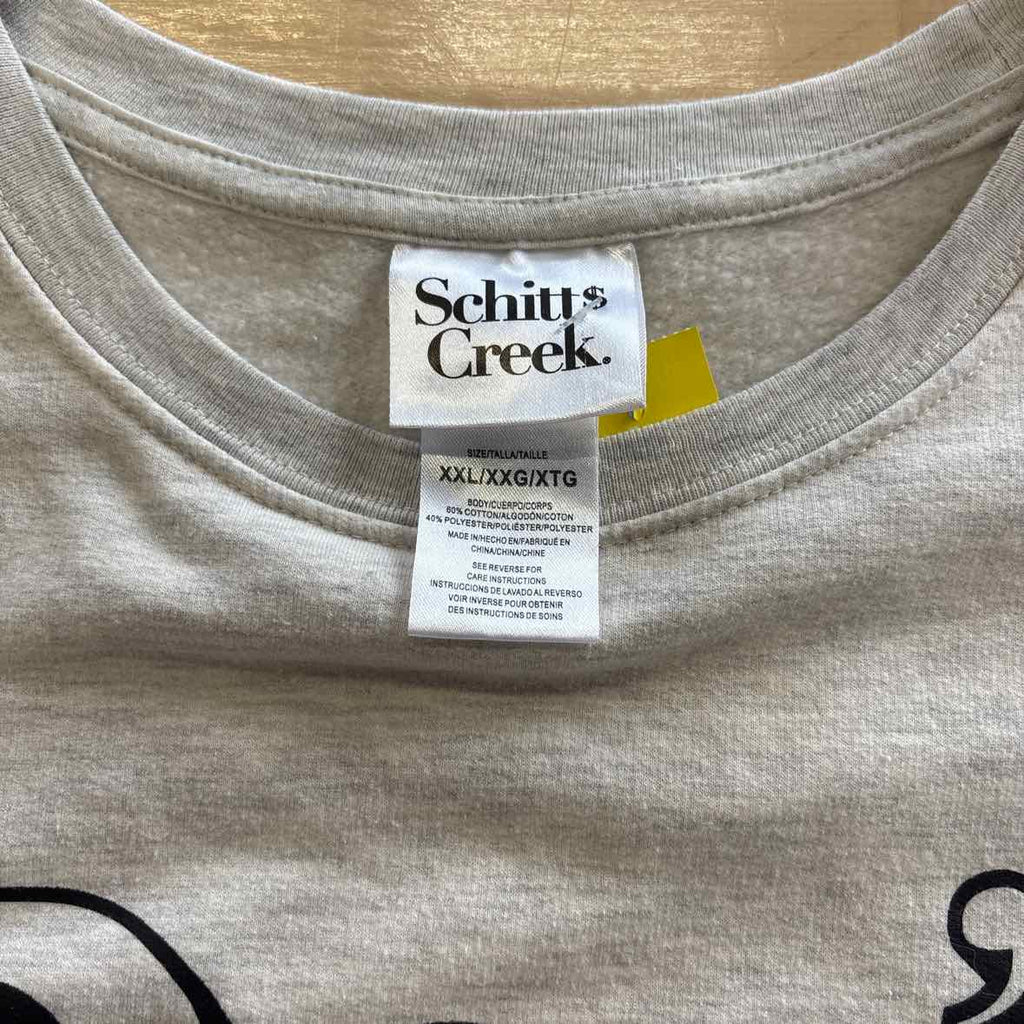 Schitt$
Creek.
SIZE/TALLA/TAILLE
XXL/XXG/XTG
BODY/CUERPO/CORPS
60% COTTON/ALGODÓN/COTON
40% POLYESTER/POLIÉSTER/POLYESTER
MADE IN/HECHO EN/FABRIQUÉ EN
CHINA/CHINA/CHINE
SEE REVERSE FOR
CARE INSTRUCTIONS
INSTRUCCIONS DE LAVADO AL REVERSO
VOIR INVERSE POUR OBTENIR
DES INSTRUCTIONS DE SOINS